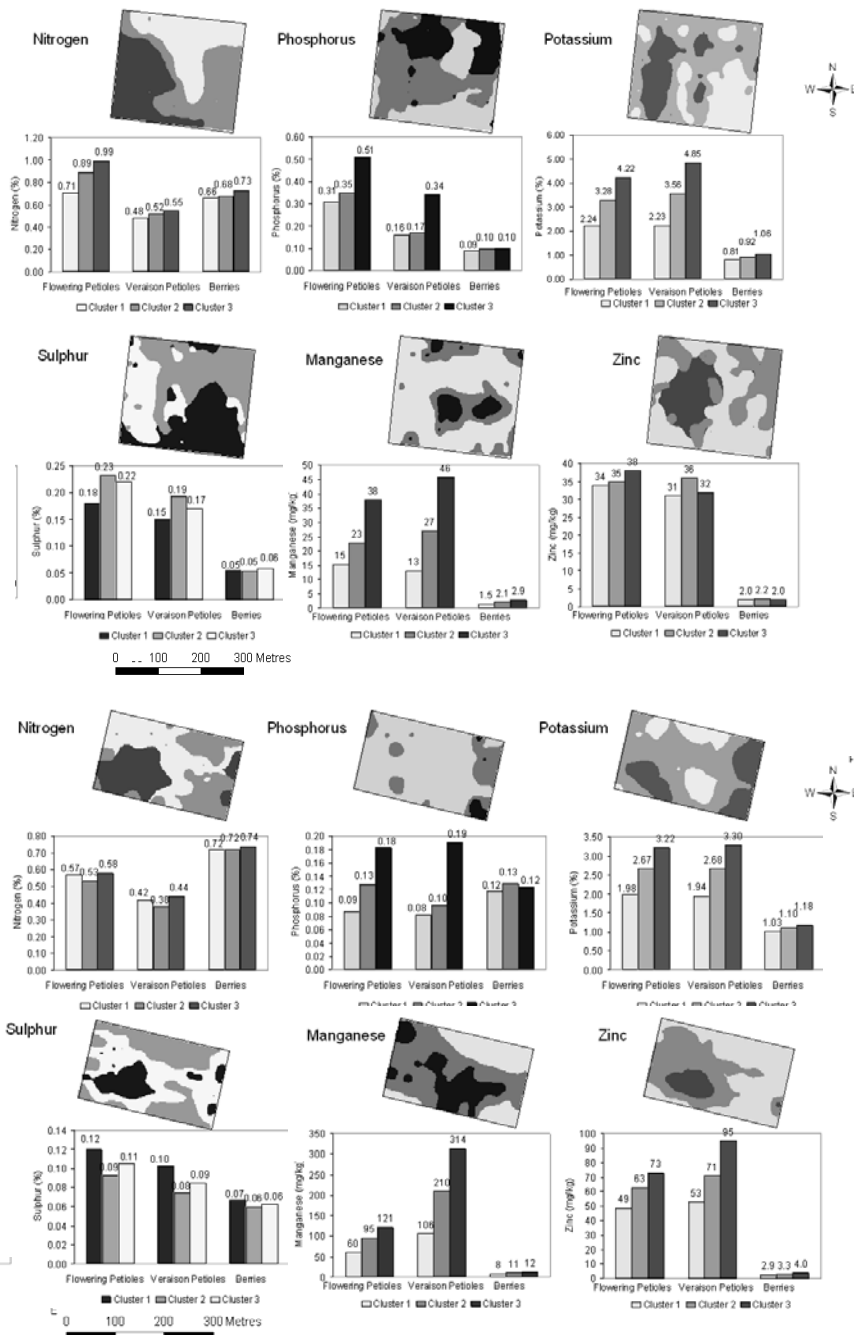 Nitrogen
Phosphorus
Potassium
N
W
S
Nitrogen (%)
1.20
1.00
0.80
0.60
0.40
0.20
0.00
0.71 0.89 0.99
0.48 0.52 0.55
0.66 0.68 0.73
Flowering Petioles Veraison Petioles Berries
Cluster 1 Cluster 2 Cluster 3
Phosphorus (%)
0.60
0.50
0.40
0.30
0.20
0.10
0.00
0.31 0.35 0.51
0.16 0.17 0.34
0.09 0.10 0.10
Flowering Petioles Veraison Petioles Berries
Cluster 1 Cluster 2 Cluster 3
Potassium (%)
6.00
5.00
4.00
3.00
2.00
1.00
0.00
2.24 3.28 4.22
2.23 3.56 4.85
0.81 0.92 1.06
Flowering Petioles Veraison Petioles Berries
Cluster 1 Cluster 2 Cluster 3
Sulphur
Manganese
Zinc
Sulphur (%)
0.25
0.20
0.15
0.10
0.05
0.00
0.18 0.23 0.22
0.15 0.19 0.17
0.05 0.05 0.06
Flowering Petioles Veraison Petioles Berries
Cluster 1 Cluster 2 Cluster 3
Manganese (mg/kg)
50
45
40
35
30
25
20
15
10
5
0
15 23 38
13 27 46
1.5 2.1 2.9
Flowering Petioles Veraison Petioles Berries
Cluster 1 Cluster 2 Cluster 3
Zinc (mg/kg)
40
35
30
25
20
15
10
5
0
34 35 38
31 36 32
2.0 2.2 2.0
Flowering Petioles Veraison Petioles Berries
Cluster 1 Cluster 2 Cluster 3
0 100 200 300 Metres
Nitrogen
Phosphorus
Potassium
N
W
S
Nitrogen (%)
0.80
0.70
0.60
0.50
0.40
0.30
0.20
0.10
0.00
0.57 0.53 0.58
0.42 0.38 0.44
0.72 0.72 0.74
Flowering Petioles Veraison Petioles Berries
Cluster 1 Cluster 2 Cluster 3
Phosphorus (%)
0.20
0.18
0.16
0.14
0.12
0.10
0.08
0.06
0.04
0.02
0.00
0.09 0.13 0.18
0.08 0.10 0.19
0.12 0.13 0.12
Flowering Petioles Veraison Petioles Berries
Cluster 1 Cluster 2 Cluster 3
Potassium (%)
3.50
3.00
2.50
2.00
1.50
1.00
0.50
0.00
1.98 2.67 3.22
1.94 2.68 3.30
1.03 1.10 1.18
Flowering Petioles Veraison Petioles Berries
Cluster 1 Cluster 2 Cluster 3
Sulphur
Manganese
Zinc
Sulphur (%)
0.14
0.12
0.10
0.08
0.06
0.04
0.02
0.00
0.12 0.09 0.11
0.10 0.08 0.09
0.07 0.06 0.06
Flowering Petioles Veraison Petioles Berries
Cluster 1 Cluster 2 Cluster 3
Manganese (mg/kg)
350
300
250
200
150
100
50
0
60 95 121
106 210 314
8 11 12
Flowering Petioles Veraison Petioles Berries
Cluster 1 Cluster 2 Cluster 3
Zinc (mg/kg)
100
90
80
70
60
50
40
30
20
10
0
49 63 73
53 71 95
2.9 3.3 4.0
Flowering Petioles Veraison Petioles Berries
Cluster 1 Cluster 2 Cluster 3
0 100 200 300 Metres